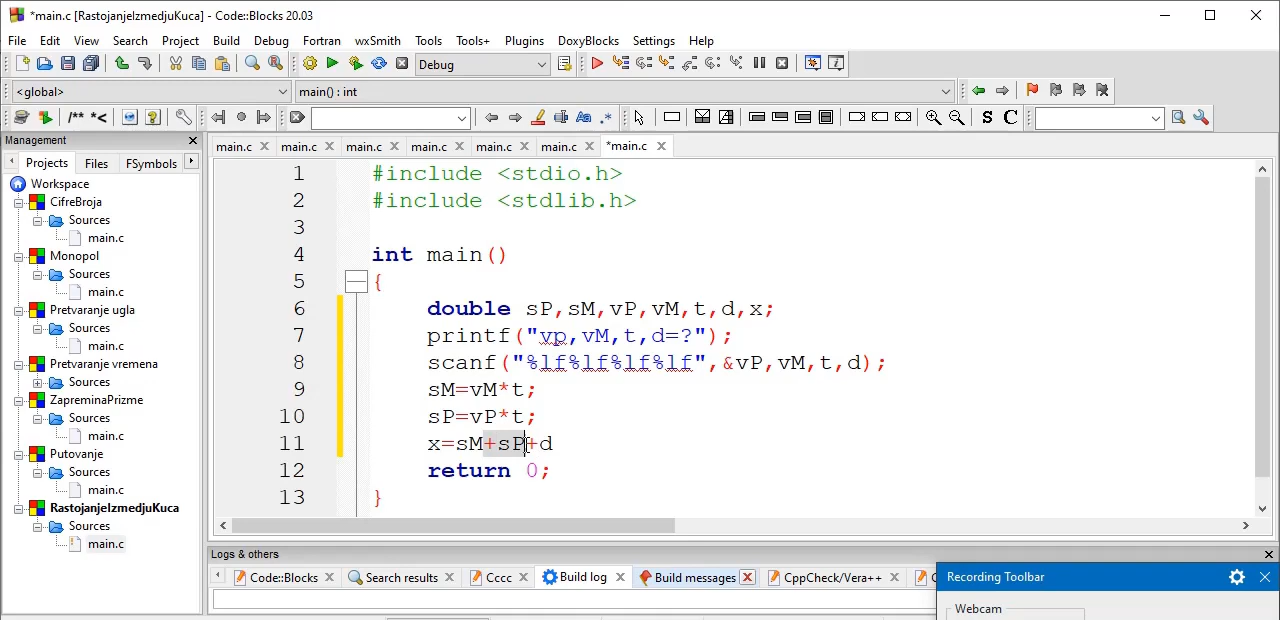 *main.c [RastojanjeIzmedjuKuca] - Code::Blocks 20.03
File Edit View Search Project Build Debug Fortran wxSmith Tools Tools+ Plugins DoxyBlocks Settings Help
Debug
<global> main() : int
/** *<
S C
Management
Projects Files FSymbols
main.c main.c main.c main.c main.c main.c *main.c
Workspace
CifreBroja
Sources
main.c
Monopol
Sources
main.c
Pretvaranje ugla
Sources
main.c
Pretvaranje vremena
Sources
ZapreminaPrizme
Sources
main.c
Putovanje
Sources
main.c
RastojanjeIzmedjuKuca
Sources
main.c
1 #include <stdio.h>
2 #include <stdlib.h>
3
4 int main()
5 {
6 double sP,sM,vP,vM,t,d,x;
7 printf("vp,vM,t,d=?");
8 scanf("%lf%lf%lf%lf",&vP,vM,t,d);
9 sM=vM*t;
10 sP=vP*t;
11 x=sM+sP+d
12 return 0;
13 }
Logs & others
Code::Blocks Search results Cccc Build log Build messages CppCheck/Vera++
Recording Toolbar
Webcam